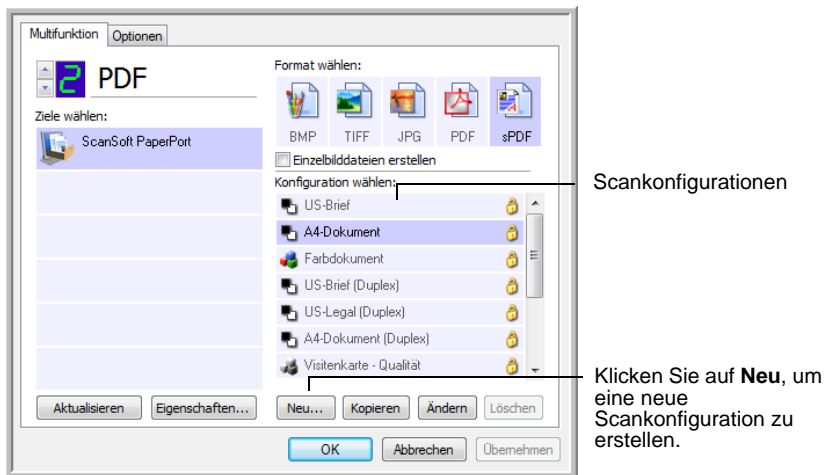 Multifunktion Optionen
2 PDF
Ziele wählen:
ScanSoft PaperPort
Format wählen:
BMP TIFF JPG PDF sPDF
Einzelbilddateien erstellen
Konfiguration wählen:
US-Brief
A4-Dokument
Farbdokument
US-Brief (Duplex)
US-Legal (Duplex)
A4-Dokument (Duplex)
Visitenkarte - Qualität
Aktualisieren Eigenschaften... Neu... Kopieren Ändern Löschen
OK Abbrechen Übernehmen
Scankonfigurationen
Klicken Sie auf Neu, um
eine neue
Scankonfiguration zu
erstellen.